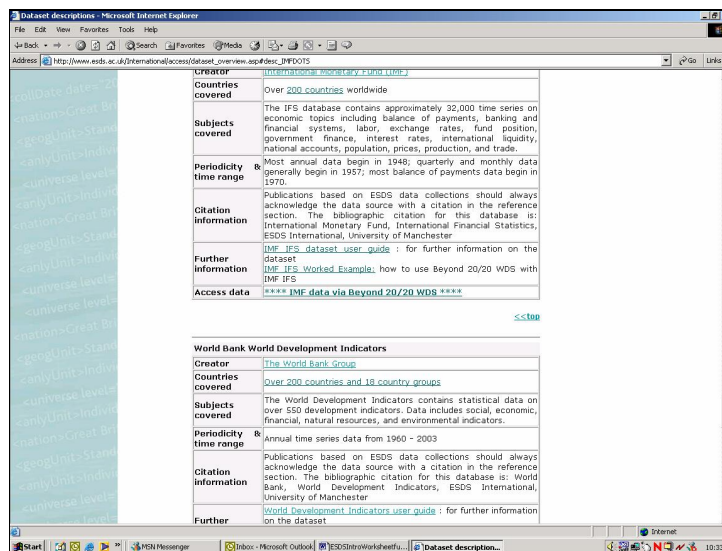 Dataset descriptions - Microsoft Internet Explorer
File Edit View Favorites Tools Help
Back Search Favorites Media
Address http://www.esds.ac.uk/International/access/dataset_overview.asp#desc_IMFDOTS Go Links
Creator International Monetary Fund (IMF)
Countries covered Over 200 countries worldwide
Subjects covered The IFS database contains approximately 32,000 time series on
economic topics including balance of payments, banking and
financial systems, labor, exchange rates, fund position,
government finance, interest rates, international liquidity,
national accounts, population, prices, production, and trade.
Periodicity & time range Most annual data begin in 1948; quarterly and monthly data
generally begin in 1957; most balance of payments data begin in
1970.
Citation information Publications based on ESDS data collections should always
acknowledge the data source with a citation in the reference
section. The bibliographic citation for this database is:
International Monetary Fund, International Financial Statistics,
ESDS International, University of Manchester
Further information IMF IFS dataset user guide : for further information on the
dataset
IMF IFS Worked Example: how to use Beyond 20/20 WDS with
IMF IFS
Access data **** IMF data via Beyond 20/20 WDS ****
<<top
World Bank World Development Indicators
Creator The World Bank Group
Countries covered Over 200 countries and 18 country groups
Subjects covered The World Development Indicators contains statistical data on
over 550 development indicators. Data includes social, economic,
financial, natural resources, and environmental indicators.
Periodicity & time range Annual time series data from 1960 - 2003
Citation information Publications based on ESDS data collections should always
acknowledge the data source with a citation in the reference
section. The bibliographic citation for this database is: World
Bank, World Development Indicators, ESDS International,
University of Manchester
Further World Development Indicators user guide : for further information
on the dataset
Internet
Start MSN Messenger Inbox - Microsoft Outlook ESDSIntroWorksheetfu... Dataset description...